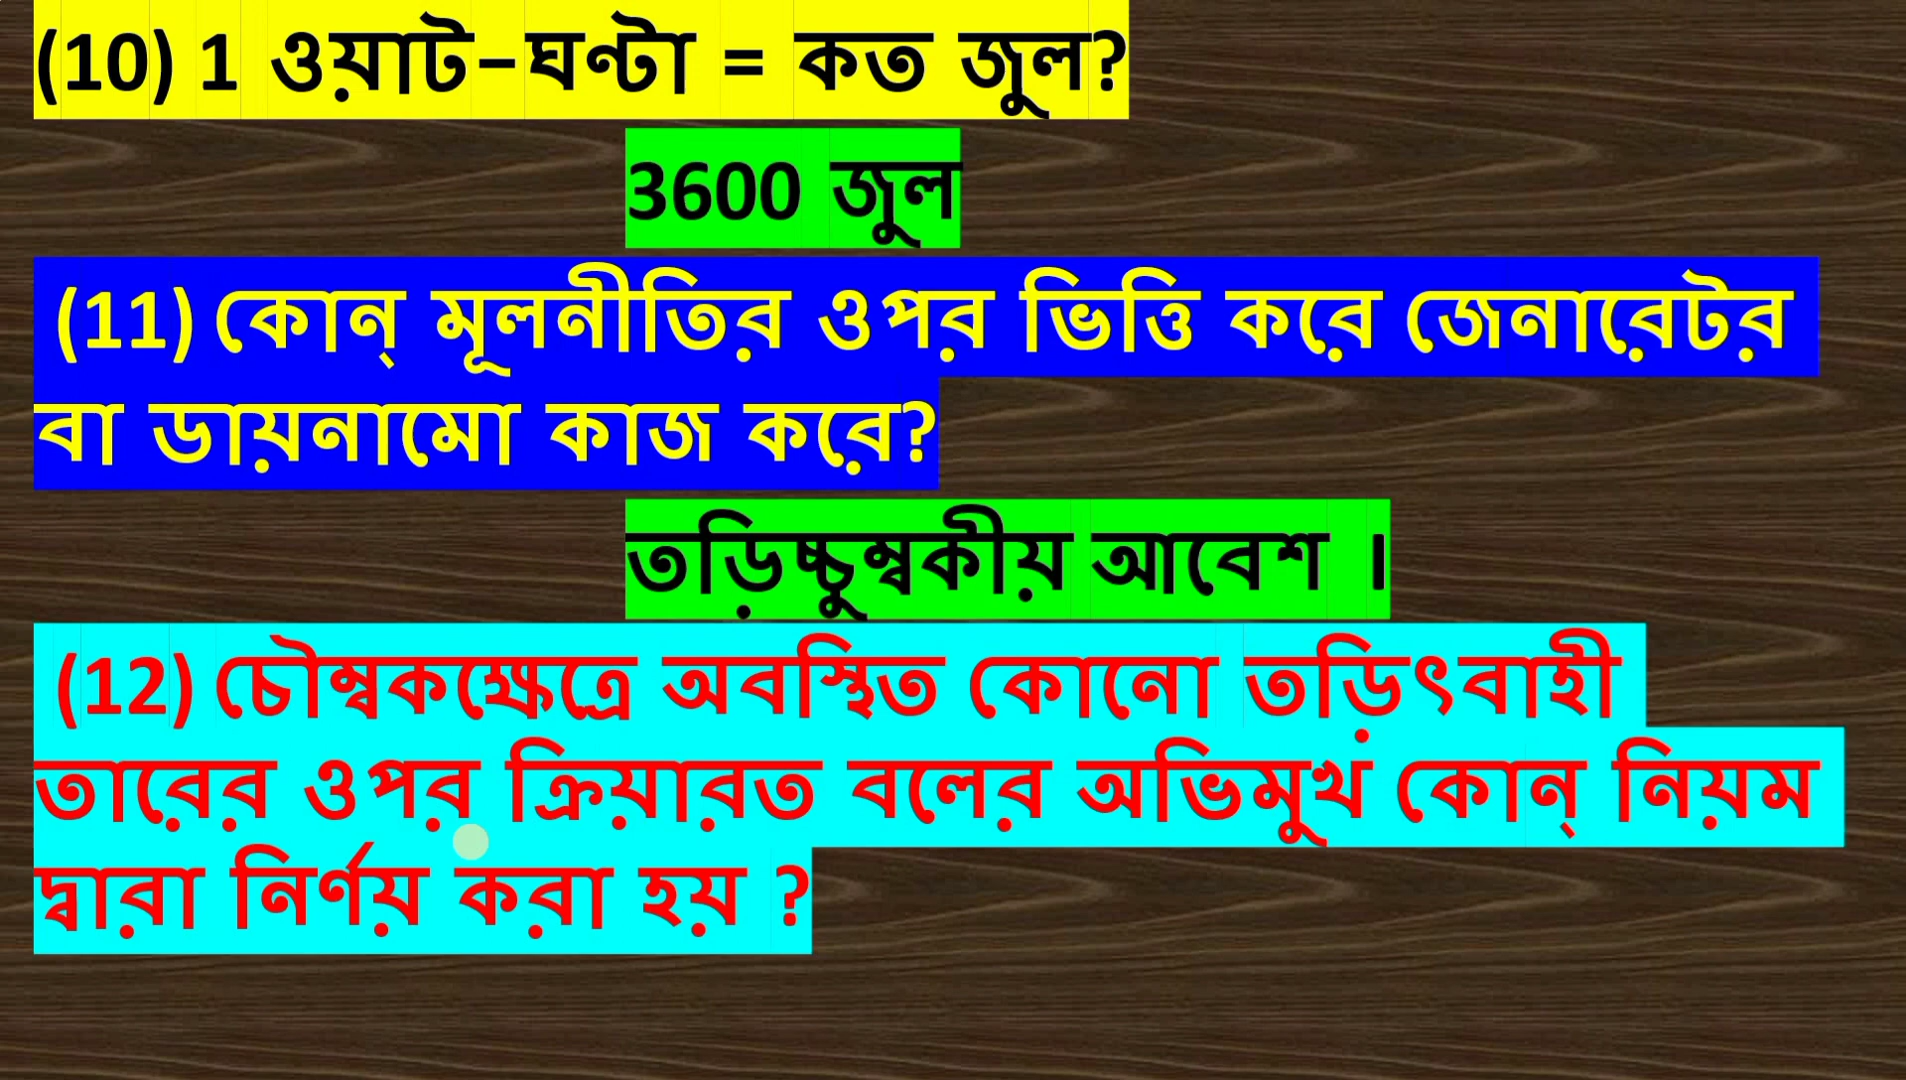 (10) 1 ওয়াট–ঘণ্টা = কত জুল?
3600 জুল
(11) কোন্ মূলনীতির ওপর ভিত্তি করে জেনারেটর
বা ডায়নামো কাজ করে?
তড়িচ্চুম্বকীয় আবেশ ।
(12) চৌম্বকক্ষেত্রে অবস্থিত কোনো তড়িৎবাহী
তারের ওপর ক্রিয়ারত বলের অভিমুখ কোন্ নিয়ম
দ্বারা নির্ণয় করা হয় ?